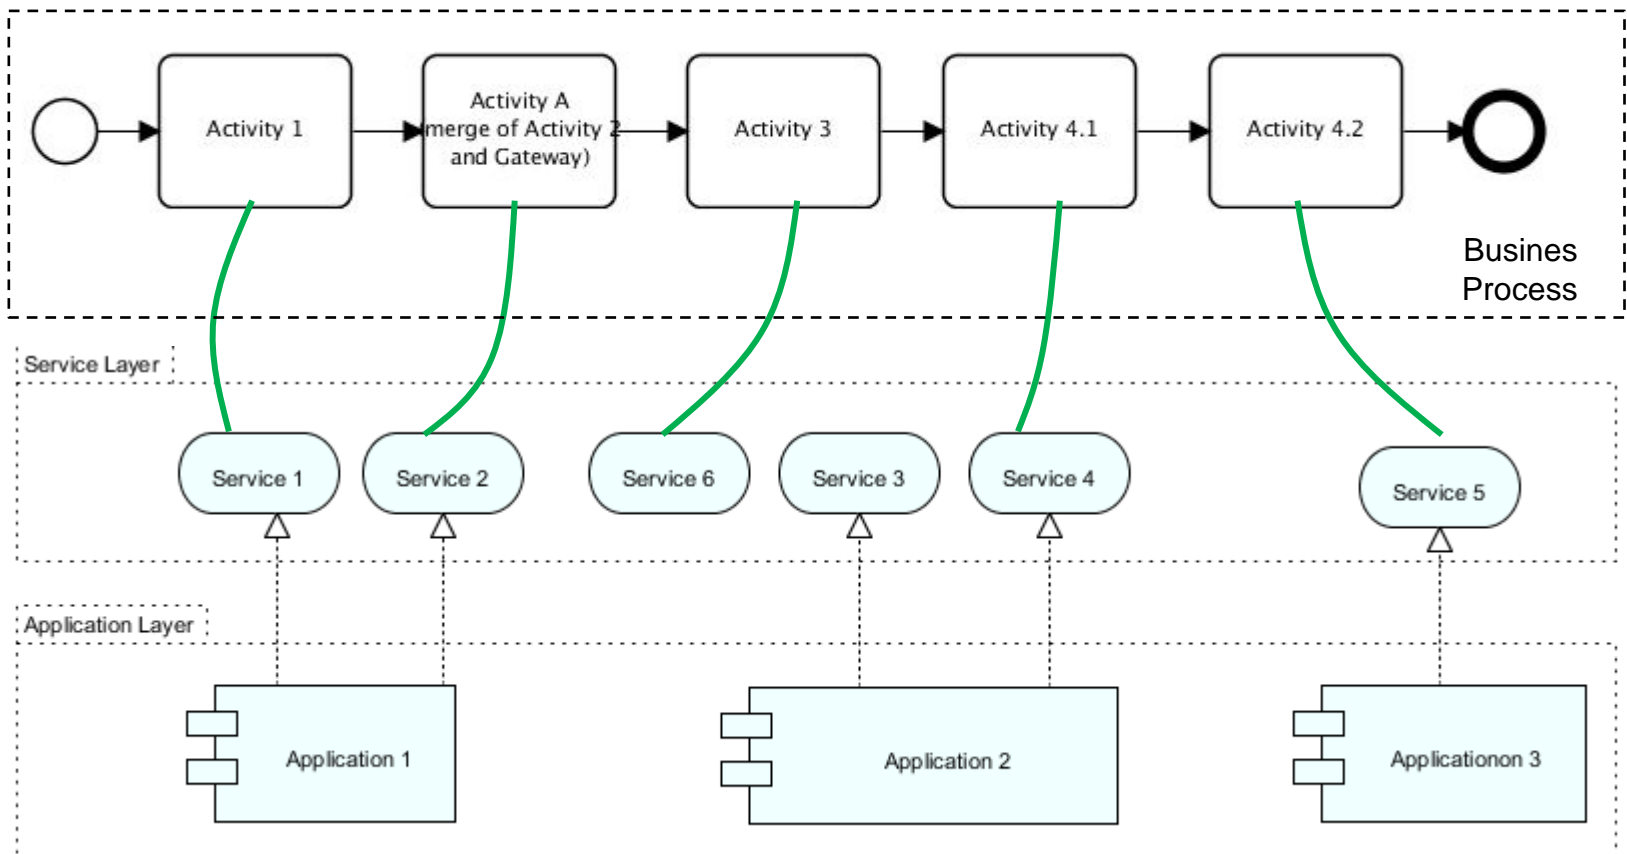 Activity 1
Activity A
(merge of Activity 2
and Gateway)
Activity 3
Activity 4.1
Activity 4.2
Busines
Process
Service Layer
Service 1
Service 2
Service 6
Service 3
Service 4
Service 5
Application Layer
Application 1
Application 2
Applicationon 3